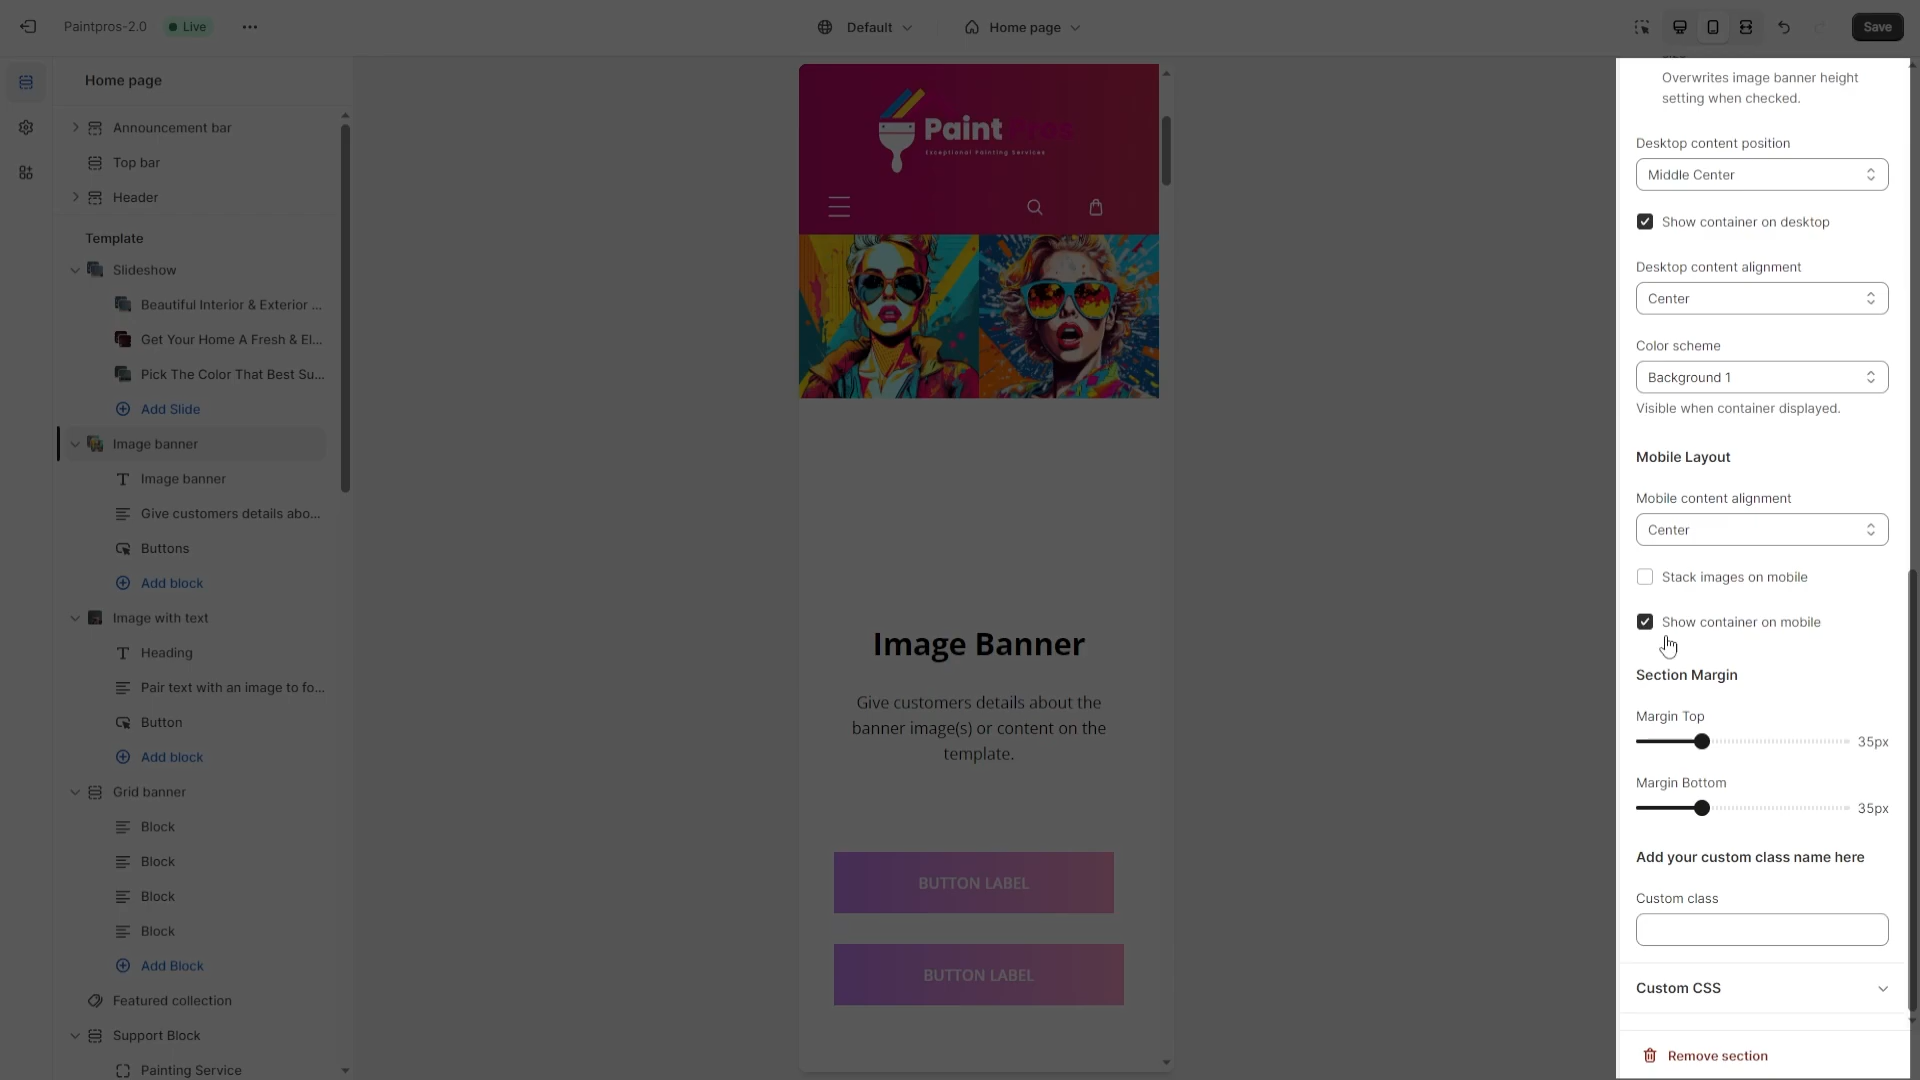 Paintpros-2.0
Live
Default
Home page
Save
Home page
Announcement bar
Top bar
Header
Template
Slideshow
Beautiful Interior & Exterior ...
Get Your Home A Fresh & El...
Pick The Color That Best Su...
Add Slide
Image banner
Image banner
Give customers details abo...
Buttons
Add block
Image with text
Heading
Pair text with an image to fo...
Button
Add block
Grid banner
Block
Block
Block
Block
Add Block
Featured collection
Support Block
Painting Service
Paint Pros
Exceptional Painting Services
Image Banner
Give customers details about the
banner image(s) or content on the
template.
BUTTON LABEL
BUTTON LABEL
Overwrites image banner height
setting when checked.
Desktop content position
Middle Center
Show container on desktop
Desktop content alignment
Center
Color scheme
Background 1
Visible when container displayed.
Mobile Layout
Mobile content alignment
Center
Stack images on mobile
Show container on mobile
Section Margin
Margin Top
35px
Margin Bottom
35px
Add your custom class name here
Custom class
Custom CSS
Remove section